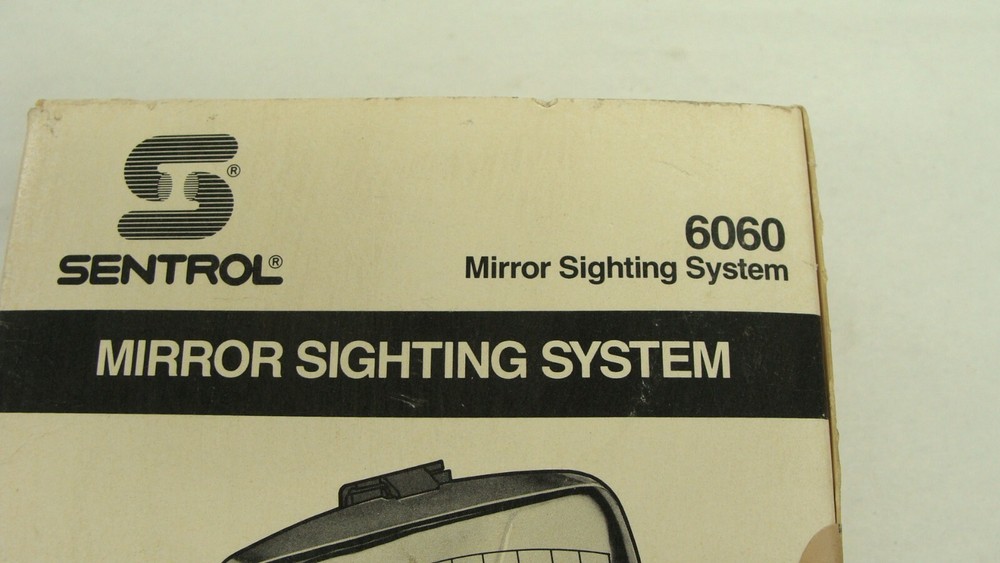 SENTROL®
6060
Mirror Sighting System
MIRROR SIGHTING SYSTEM